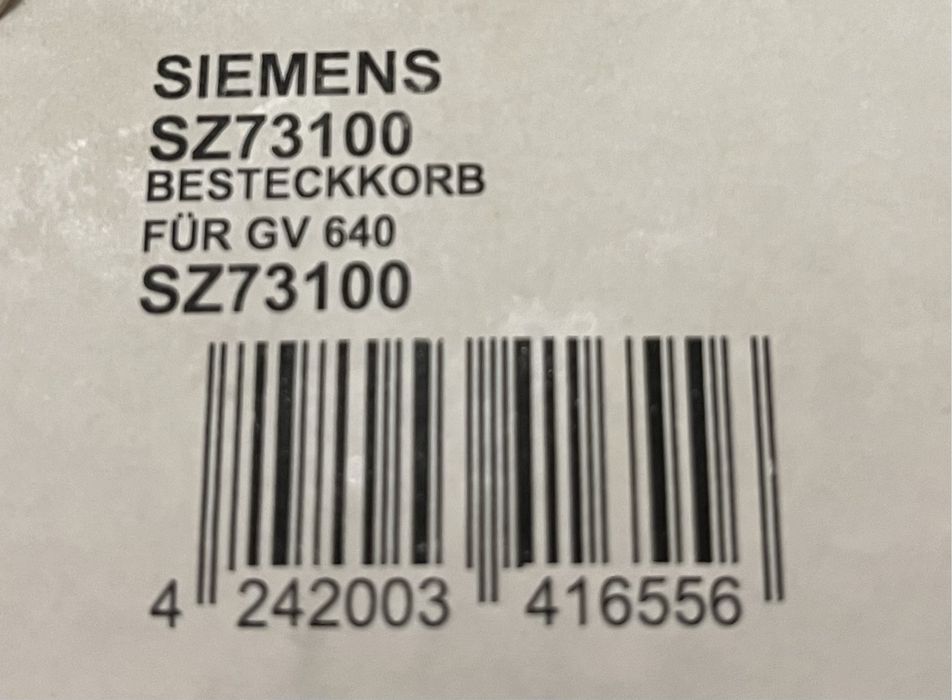 SIEMENS
SZ73100
BESTECKKORB
FÜR GV 640
SZ73100
4 242003 416556